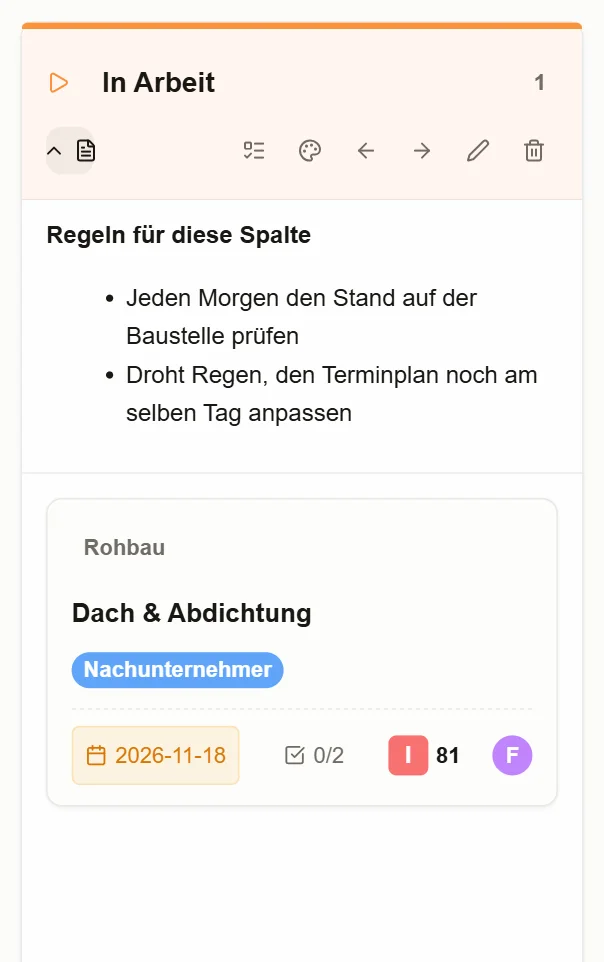 In Arbeit
1
Regeln für diese Spalte
Jeden Morgen den Stand auf der
Baustelle prüfen
Droht Regen, den Terminplan noch am
selben Tag anpassen
Rohbau
Dach & Abdichtung
Nachunternehmer
2026-11-18 0/2 I 81 F